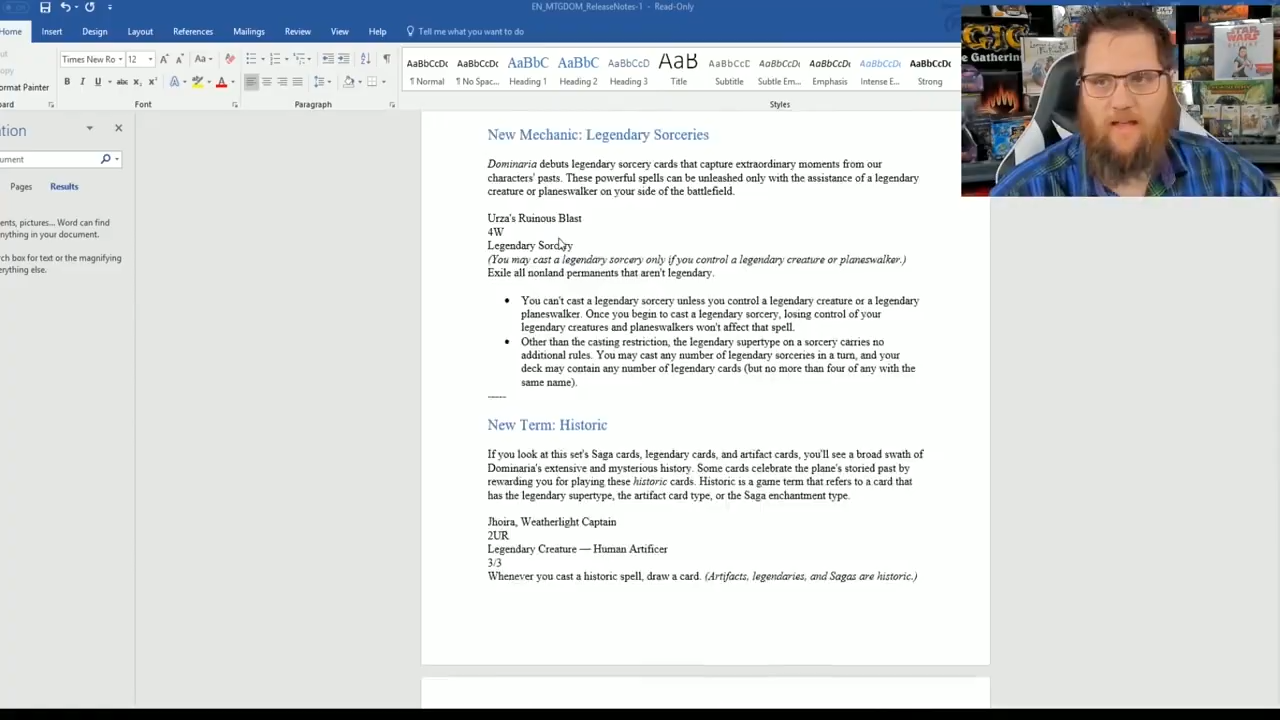 EN_MTGDOM_ReleaseNotes-1 - Read-Only
Home Insert Design Layout References Mailings Review View Help Tell me what you want to do
Times New Ro 12
ormat Painter
Font
Paragraph
AaBbCcDc AaBbCcDc AaBbC AaBbC AaBbCcD AaB AaBbCcD AaBbCcDc AaBbCcDc AaBbCcDc AaBbCcDc
¶ Normal ¶ No Spac... Heading 1 Heading 2 Heading 3 Title Subtitle Subtle Em... Emphasis Intense E... Strong
Styles
ation
ument
Pages Results
ents, pictures... Word can find
nything in your document.
rch box for text or the magnifying
erything else.
New Mechanic: Legendary Sorceries
Dominaria debuts legendary sorcery cards that capture extraordinary moments from our
characters' pasts. These powerful spells can be unleashed only with the assistance of a legendary
creature or planeswalker on your side of the battlefield.
Urza's Ruinous Blast
4W
Legendary Sorcery
(You may cast a legendary sorcery only if you control a legendary creature or planeswalker.)
Exile all nonland permanents that aren't legendary.
• You can't cast a legendary sorcery unless you control a legendary creature or a legendary
planeswalker. Once you begin to cast a legendary sorcery, losing control of your
legendary creatures and planeswalkers won't affect that spell.
• Other than the casting restriction, the legendary supertype on a sorcery carries no
additional rules. You may cast any number of legendary sorceries in a turn, and your
deck may contain any number of legendary cards (but no more than four of any with the
same name).
-----
New Term: Historic
If you look at this set's Saga cards, legendary cards, and artifact cards, you'll see a broad swath of
Dominaria's extensive and mysterious history. Some cards celebrate the plane's storied past by
rewarding you for playing these historic cards. Historic is a game term that refers to a card that
has the legendary supertype, the artifact card type, or the Saga enchantment type.
Jhoira, Weatherlight Captain
2UR
Legendary Creature — Human Artificer
3/3
Whenever you cast a historic spell, draw a card. (Artifacts, legendaries, and Sagas are historic.)
Gathering
STAR WARS